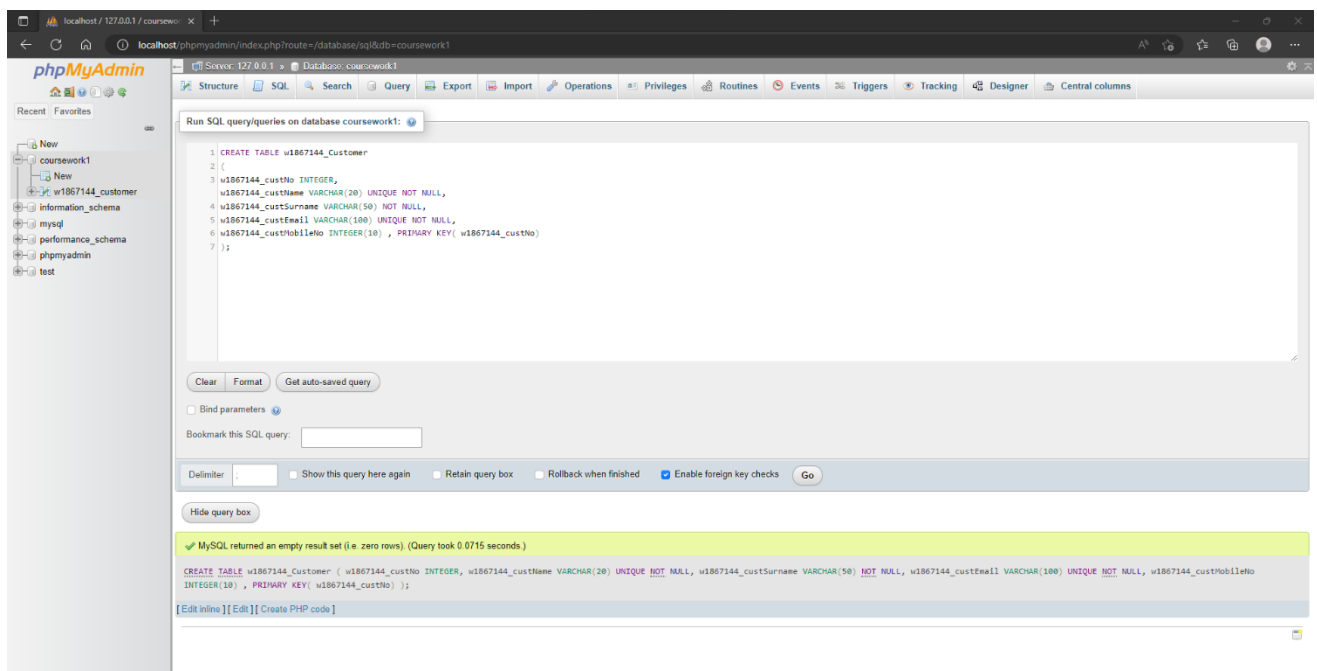 localhost / 127.0.0.1 / coursewor
localhost/phpmyadmin/index.php?route=/database/sql&db=coursework1
phpMyAdmin
Recent Favorites
New
coursework1
New
w1867144_customer
information_schema
mysql
performance_schema
phpmyadmin
test
Server: 127.0.0.1 » Database: coursework1
Structure SQL Search Query Export Import Operations Privileges Routines Events Triggers Tracking Designer Central columns
Run SQL query/queries on database coursework1:
1 CREATE TABLE w1867144_Customer
2 (
3 w1867144_custNo INTEGER,
w1867144_custName VARCHAR(20) UNIQUE NOT NULL,
4 w1867144_custSurname VARCHAR(50) NOT NULL,
5 w1867144_custEmail VARCHAR(100) UNIQUE NOT NULL,
6 w1867144_custMobileNo INTEGER(10) , PRIMARY KEY( w1867144_custNo)
7 );
Clear Format Get auto-saved query
Bind parameters
Bookmark this SQL query:
Delimiter ; Show this query here again Retain query box Rollback when finished Enable foreign key checks Go
Hide query box
MySQL returned an empty result set (i.e. zero rows). (Query took 0.0715 seconds.)
CREATE TABLE w1867144_Customer ( w1867144_custNo INTEGER, w1867144_custName VARCHAR(20) UNIQUE NOT NULL, w1867144_custSurname VARCHAR(50) NOT NULL, w1867144_custEmail VARCHAR(100) UNIQUE NOT NULL, w1867144_custMobileNo
INTEGER(10) , PRIMARY KEY( w1867144_custNo) );
[ Edit inline ] [ Edit ] [ Create PHP code ]